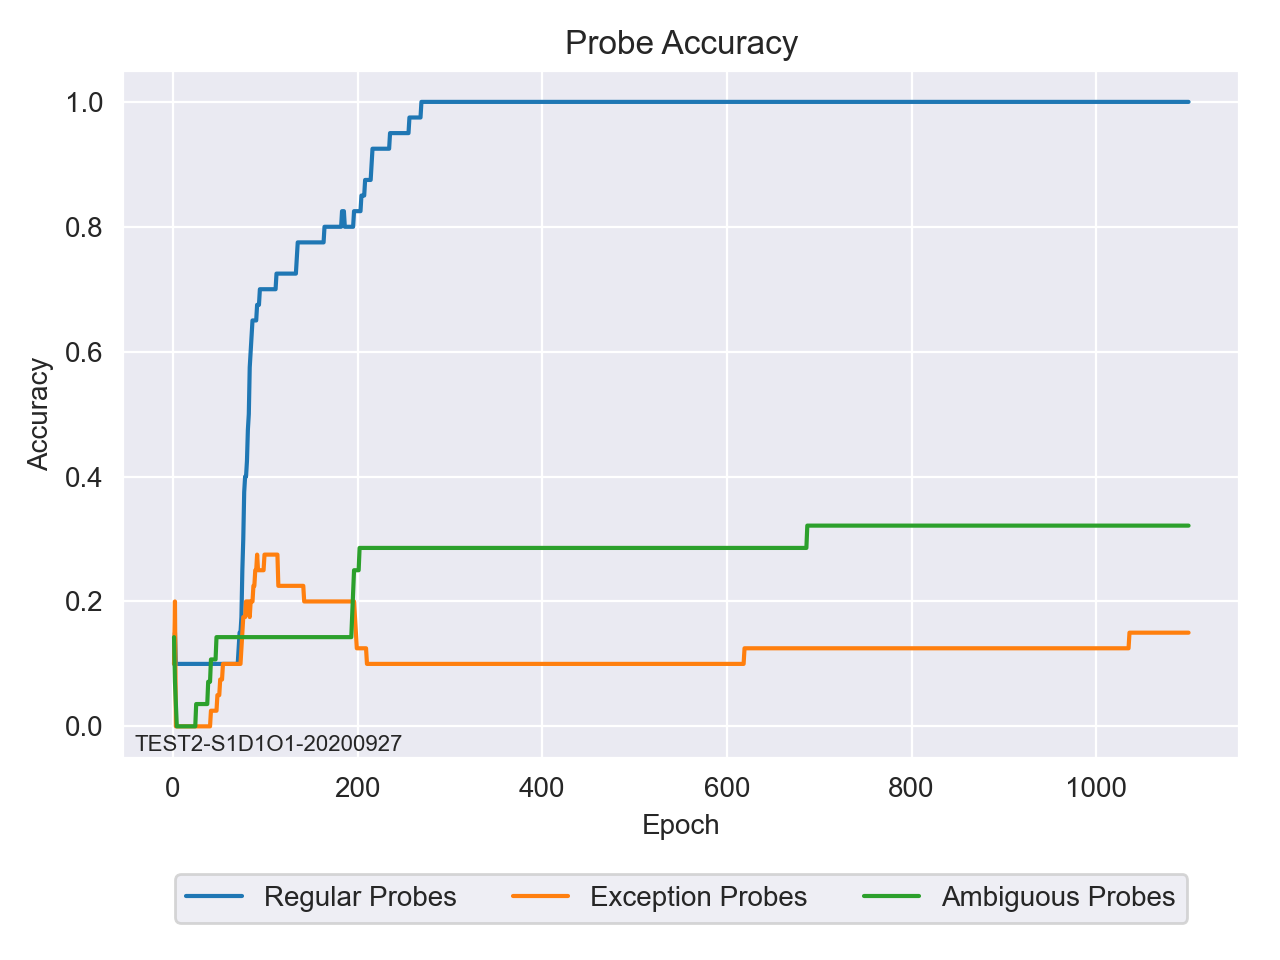 Probe Accuracy
1.0
0.8
0.6
0.4
0.2
0.0
Accuracy
TEST2-S1D1O1-20200927
0 200 400 600 800 1000
Epoch
Regular Probes Exception Probes Ambiguous Probes